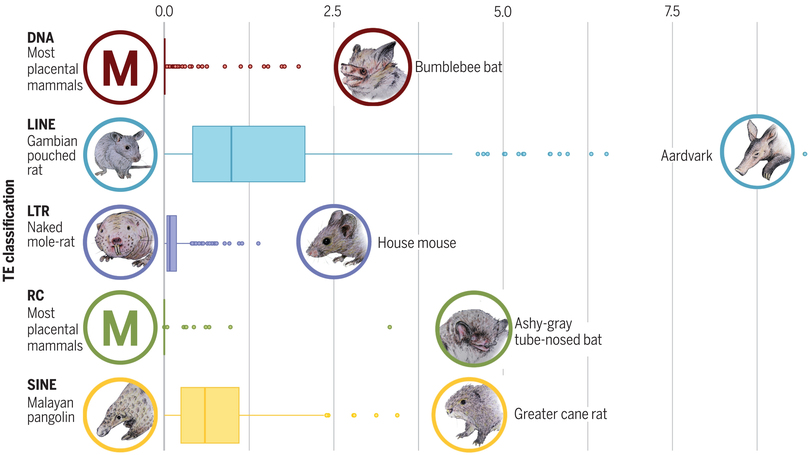 0.0 2.5 5.0 7.5
TE classification
DNA
Most
placental
mammals
M
Bumblebee bat
LINE
Gambian
pouched
rat
Aardvark
LTR
Naked
mole-rat
House mouse
RC
Most
placental
mammals
M
Ashy-gray
tube-nosed bat
SINE
Malayan
pangolin
Greater cane rat